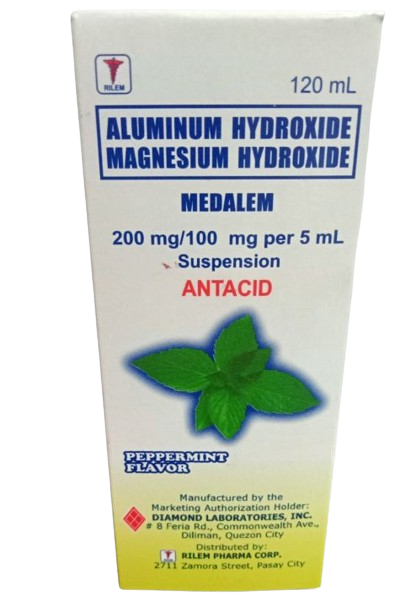 RILEM
120 mL
ALUMINUM HYDROXIDE
MAGNESIUM HYDROXIDE
MEDALEM
200 mg/100 mg per 5 mL
Suspension
ANTACID
PEPPERMINT
FLAVOR
Manufactured by the
Marketing Authorization Holder:
DIAMOND LABORATORIES, INC.
# 8 Feria Rd., Commonwealth Ave.,
Diliman, Quezon City
Distributed by:
RILEM PHARMA CORP.
2711 Zamora Street, Pasay City